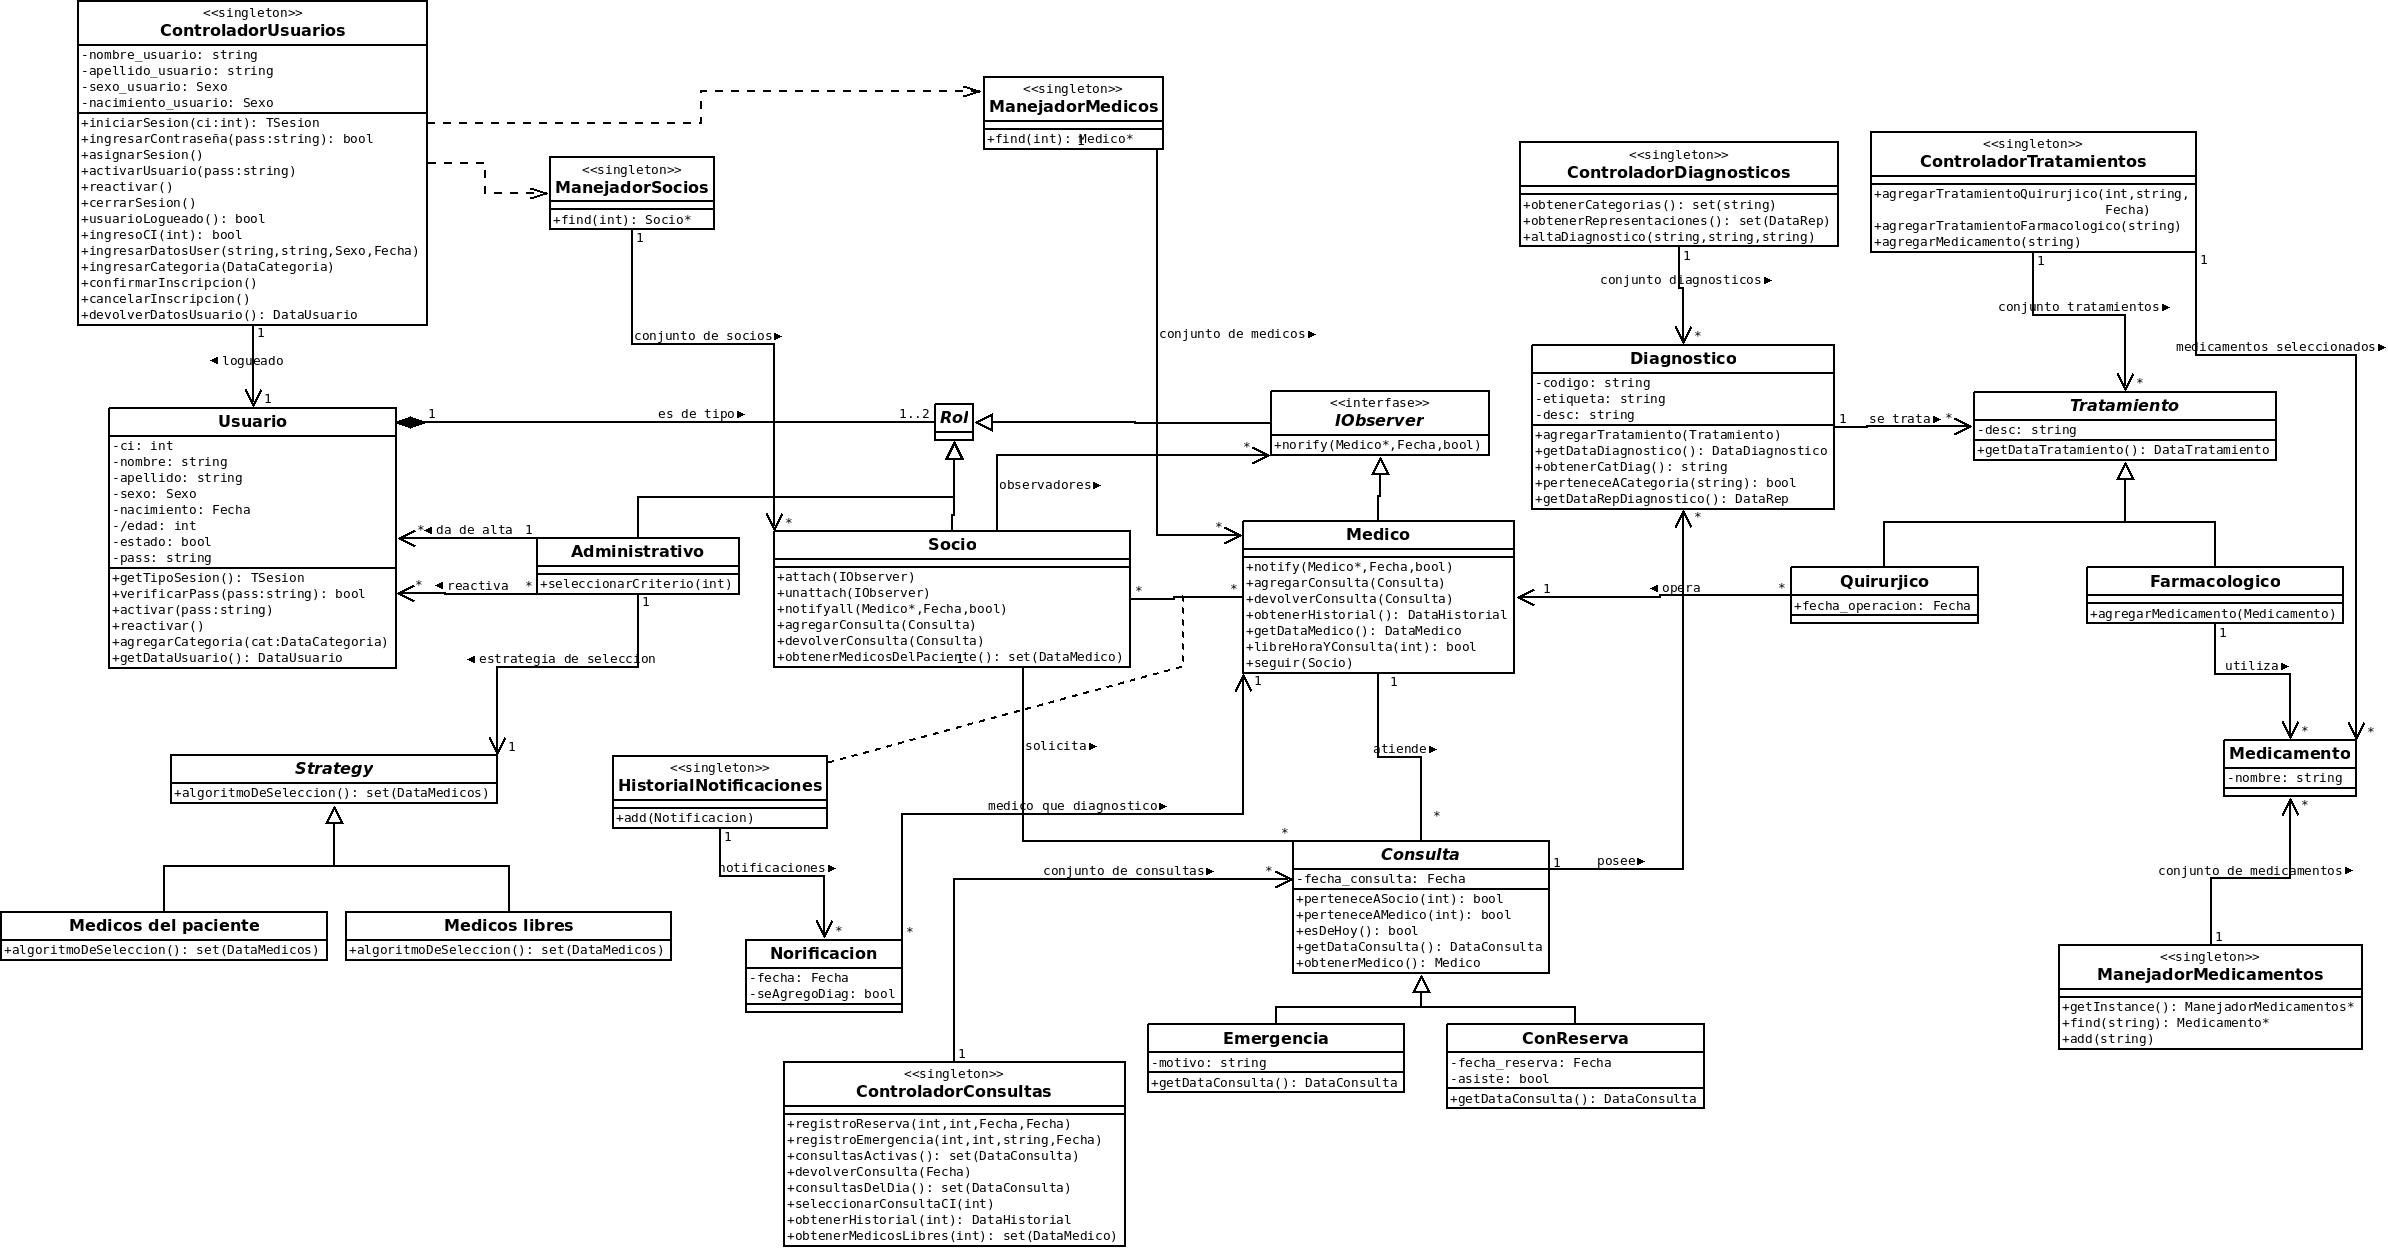 <<singleton>>
ControladorUsuarios
-nombre_usuario: string
-apellido_usuario: string
-sexo_usuario: Sexo
-nacimiento_usuario: Sexo
+iniciarSesion(ci:int): TSesion
+ingresarContraseña(pass:string): bool
+asignarSesion()
+activarUsuario(pass:string)
+reactivar()
+cerrarSesion()
+usuarioLogueado(): bool
+ingresoCI(int): bool
+ingresarDatosUser(string,string,Sexo,Fecha)
+ingresarCategoria(DataCategoria)
+confirmarInscripcion()
+cancelarInscripcion()
+devolverDatosUsuario(): DataUsuario
1
◄ logueado
1
<<singleton>>
ManejadorSocios
+find(int): Socio*
1
conjunto de socios►
*
<<singleton>>
ManejadorMedicos
+find(int): Medico*
1
conjunto de medicos►
*
<<singleton>>
ControladorDiagnosticos
+obtenerCategorias(): set(string)
+obtenerRepresentaciones(): set(DataRep)
+altaDiagnostico(string,string,string)
1
conjunto diagnosticos►
*
<<singleton>>
ControladorTratamientos
+agregarTratamientoQuirurjico(int,string,
Fecha)
+agregarTratamientoFarmacologico(string)
+agregarMedicamento(string)
1
1
conjunto tratamientos►
*
medicamentos seleccionados►
*
Usuario
-ci: int
-nombre: string
-apellido: string
-sexo: Sexo
-nacimiento: Fecha
-/edad: int
-estado: bool
-pass: string
+getTipoSesion(): TSesion
+verificarPass(pass:string): bool
+activar(pass:string)
+reactivar()
+agregarCategoria(cat:DataCategoria)
+getDataUsuario(): DataUsuario
1
es de tipo►
1..2
Rol
<<interfase>>
IObserver
+norify(Medico*,Fecha,bool)
*
observadores►
Diagnostico
-codigo: string
-etiqueta: string
-desc: string
+agregarTratamiento(Tratamiento)
+getDataDiagnostico(): DataDiagnostico
+obtenerCatDiag(): string
+perteneceACategoria(string): bool
+getDataRepDiagnostico(): DataRep
1
se trata►
*
Tratamiento
-desc: string
+getDataTratamiento(): DataTratamiento
*
◄ da de alta
1
*
◄ reactiva
*
Administrativo
+seleccionarCriterio(int)
1
◄ estrategia de seleccion
1
Socio
+attach(IObserver)
+unattach(IObserver)
+notifyall(Medico*,Fecha,bool)
+agregarConsulta(Consulta)
+devolverConsulta(Consulta)
+obtenerMedicosDelPaciente(): set(DataMedico)
1
*
*
Medico
+notify(Medico*,Fecha,bool)
+agregarConsulta(Consulta)
+devolverConsulta(Consulta)
+obtenerHistorial(): DataHistorial
+getDataMedico(): DataMedico
+libreHoraYConsulta(int): bool
+seguir(Socio)
1
1
1
◄ opera
*
*
Quirurjico
+fecha_operacion: Fecha
Farmacologico
+agregarMedicamento(Medicamento)
1
utiliza►
*
Medicamento
-nombre: string
*
Strategy
+algoritmoDeSeleccion(): set(DataMedicos)
Medicos del paciente
+algoritmoDeSeleccion(): set(DataMedicos)
Medicos libres
+algoritmoDeSeleccion(): set(DataMedicos)
<<singleton>>
HistorialNotificaciones
+add(Notificacion)
1
notificaciones►
*
solicita►
*
atiende►
*
medico que diagnostico►
*
Norificacion
-fecha: Fecha
-seAgregoDiag: bool
conjunto de consultas►
*
Consulta
-fecha_consulta: Fecha
+perteneceASocio(int): bool
+perteneceAMedico(int): bool
+esDeHoy(): bool
+getDataConsulta(): DataConsulta
+obtenerMedico(): Medico
1
posee►
Emergencia
-motivo: string
+getDataConsulta(): DataConsulta
ConReserva
-fecha_reserva: Fecha
-asiste: bool
+getDataConsulta(): DataConsulta
conjunto de medicamentos►
1
<<singleton>>
ManejadorMedicamentos
+getInstance(): ManejadorMedicamentos*
+find(string): Medicamento*
+add(string)
1
<<singleton>>
ControladorConsultas
+registroReserva(int,int,Fecha,Fecha)
+registroEmergencia(int,int,string,Fecha)
+consultasActivas(): set(DataConsulta)
+devolverConsulta(Fecha)
+consultasDelDia(): set(DataConsulta)
+seleccionarConsultaCI(int)
+obtenerHistorial(int): DataHistorial
+obtenerMedicosLibres(int): set(DataMedico)